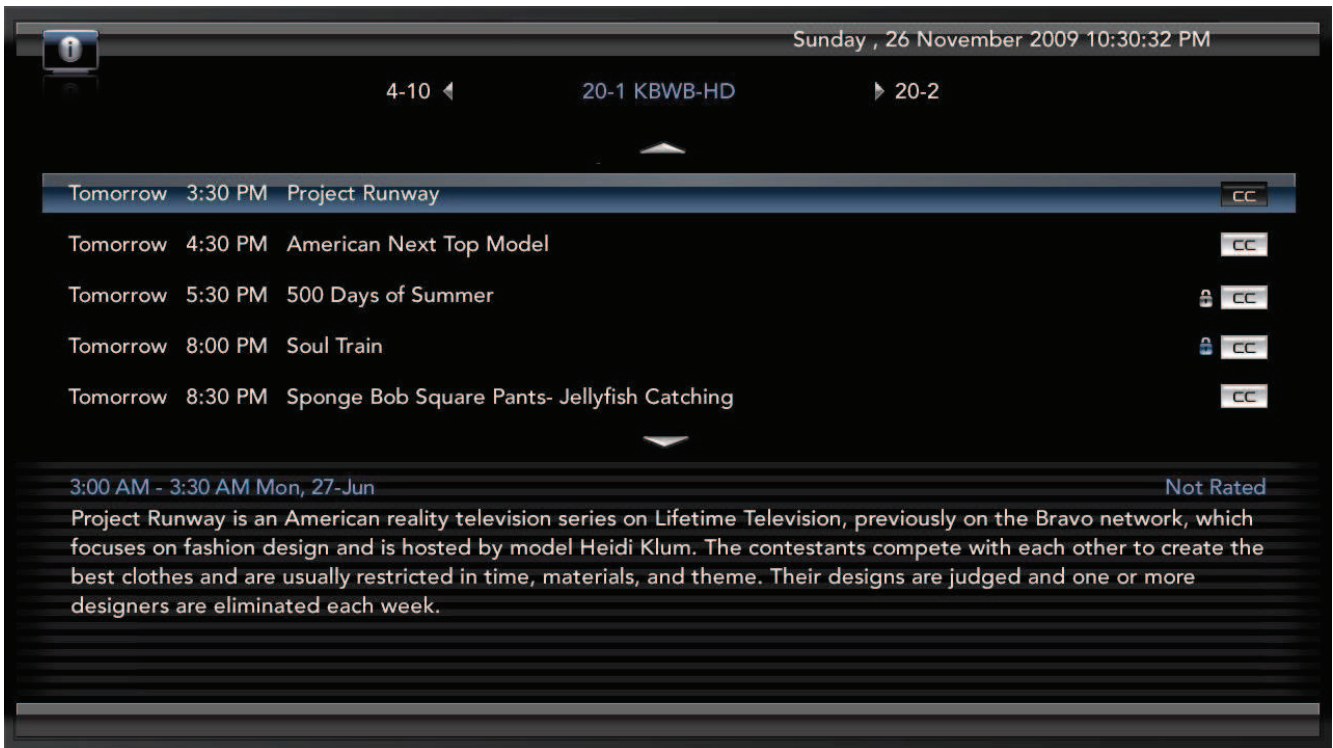 i
Sunday , 26 November 2009 10:30:32 PM
4-10 20-1 KBWB-HD 20-2
Tomorrow 3:30 PM Project Runway CC
Tomorrow 4:30 PM American Next Top Model CC
Tomorrow 5:30 PM 500 Days of Summer CC
Tomorrow 8:00 PM Soul Train CC
Tomorrow 8:30 PM Sponge Bob Square Pants- Jellyfish Catching CC
3:00 AM - 3:30 AM Mon, 27-Jun Not Rated
Project Runway is an American reality television series on Lifetime Television, previously on the Bravo network, which
focuses on fashion design and is hosted by model Heidi Klum. The contestants compete with each other to create the
best clothes and are usually restricted in time, materials, and theme. Their designs are judged and one or more
designers are eliminated each week.